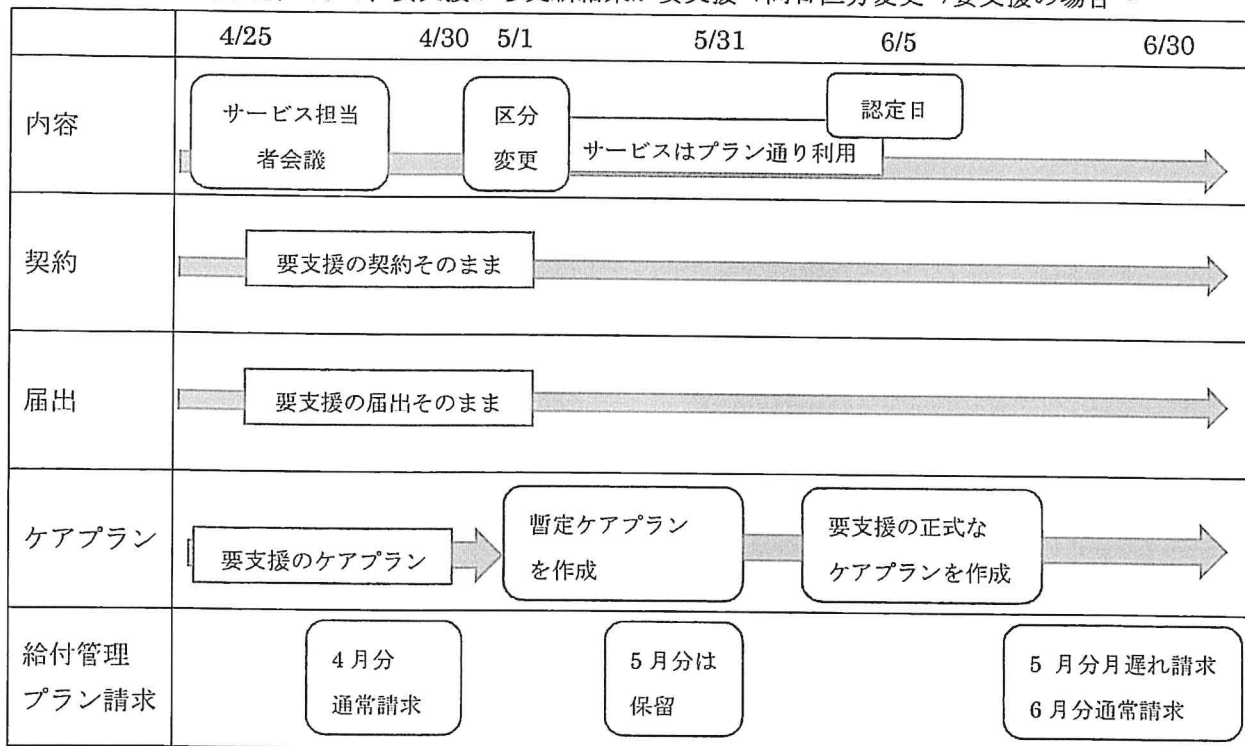 要支援の場合
4/25 4/30 5/1 5/31 6/5 6/30
内容
サービス担当
者会議
区分
変更
サービスはプラン通り利用
認定日
契約
要支援の契約そのまま
届出
要支援の届出そのまま
ケアプラン
要支援のケアプラン
暫定ケアプラン
を作成
要支援の正式な
ケアプランを作成
給付管理
プラン請求
4月分
通常請求
5月分は
保留
5 月分月遅れ請求
6月分通常請求